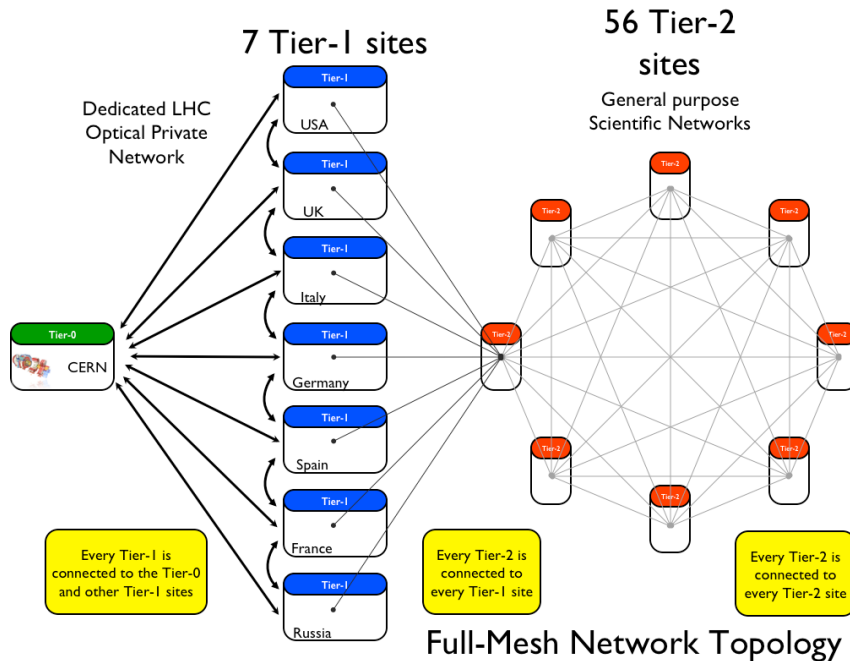 7 Tier-1 sites
56 Tier-2
sites
General purpose
Scientific Networks
Dedicated LHC
Optical Private
Network
Tier-0
CERN
Tier-1
USA
Tier-1
UK
Tier-1
Italy
Tier-1
Germany
Tier-1
Spain
Tier-1
France
Tier-1
Russia
Tier-2
Tier-2
Tier-2
Tier-2
Tier-2
Tier-2
Tier-2
Tier-2
Every Tier-1 is
connected to the Tier-0
and other Tier-1 sites
Every Tier-2 is
connected to
every Tier-1 site
Every Tier-2 is
connected to
every Tier-2 site
Full-Mesh Network Topology